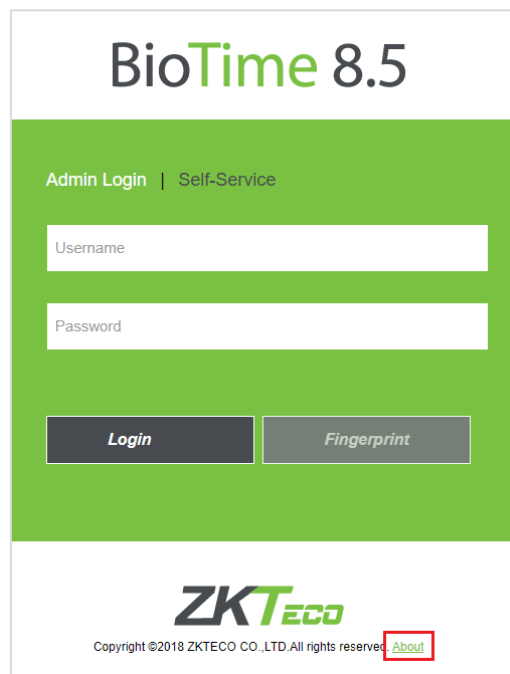 BioTime 8.5
Admin Login | Self-Service
Username
Password
Login Fingerprint
ZKTECO
Copyright ©2018 ZKTECO CO.,LTD.All rights reserved. About